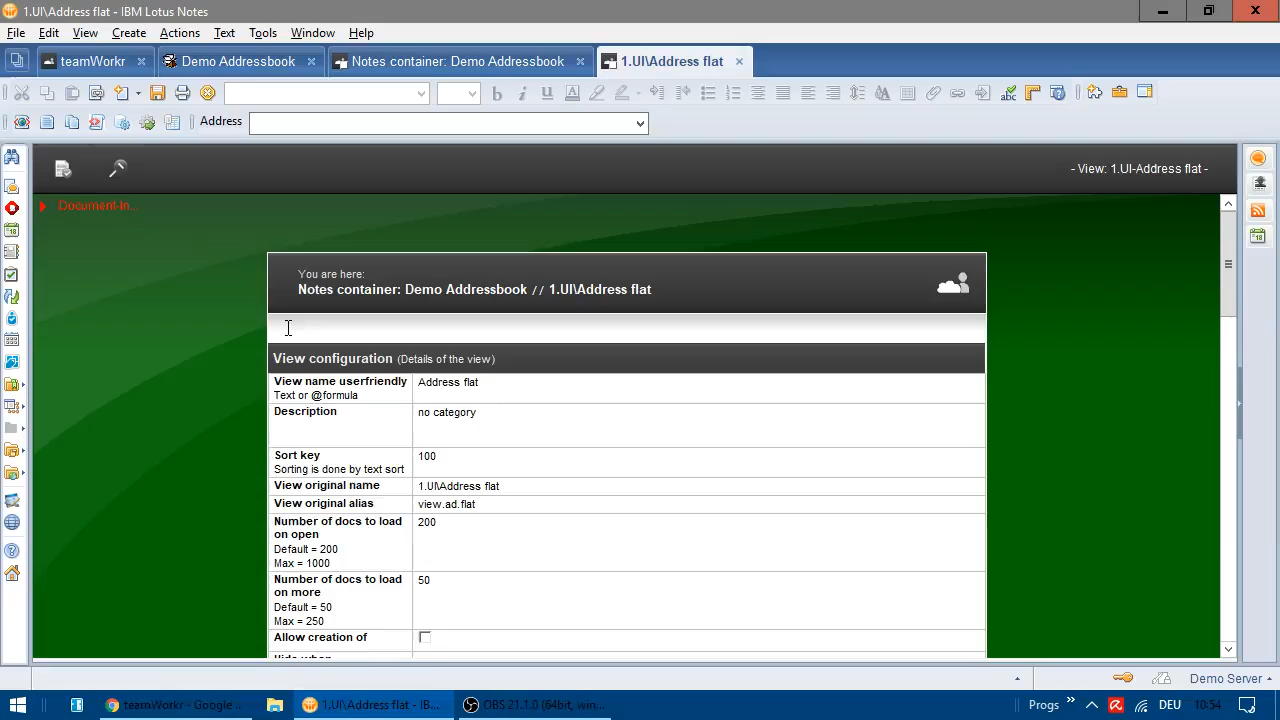 1.UI\Address flat - IBM Lotus Notes
File Edit View Create Actions Text Tools Window Help
teamWorkr Demo Addressbook Notes container: Demo Addressbook 1.UI\Address flat
Address
- View: 1.UI-Address flat -
Document-In...
You are here:
Notes container: Demo Addressbook // 1.UI\Address flat
View configuration (Details of the view)
View name userfriendly Address flat
Text or @formula
Description no category
Sort key 100
Sorting is done by text sort
View original name 1.UI\Address flat
View original alias view.ad.flat
Number of docs to load 200
on open
Default = 200
Max = 1000
Number of docs to load 50
on more
Default = 50
Max = 250
Allow creation of
Hide when
Demo Server
teamWorkr - Google ... 1.UI\Address flat - IB... OBS 21.1.0 (64bit, win... Progs DEU 10:54